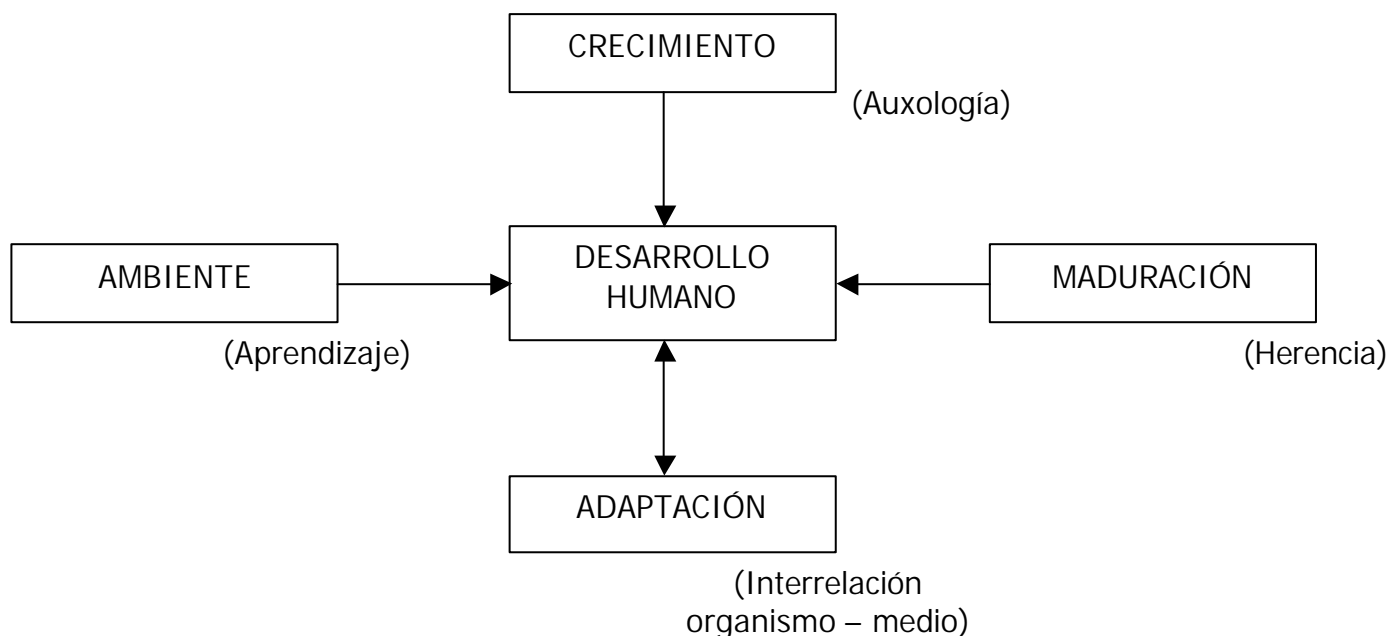 CRECIMIENTO
(Auxología)
DESARROLLO
HUMANO
AMBIENTE
MADURACIÓN
(Aprendizaje)
(Herencia)
ADAPTACIÓN
(Interrelación
organismo – medio)